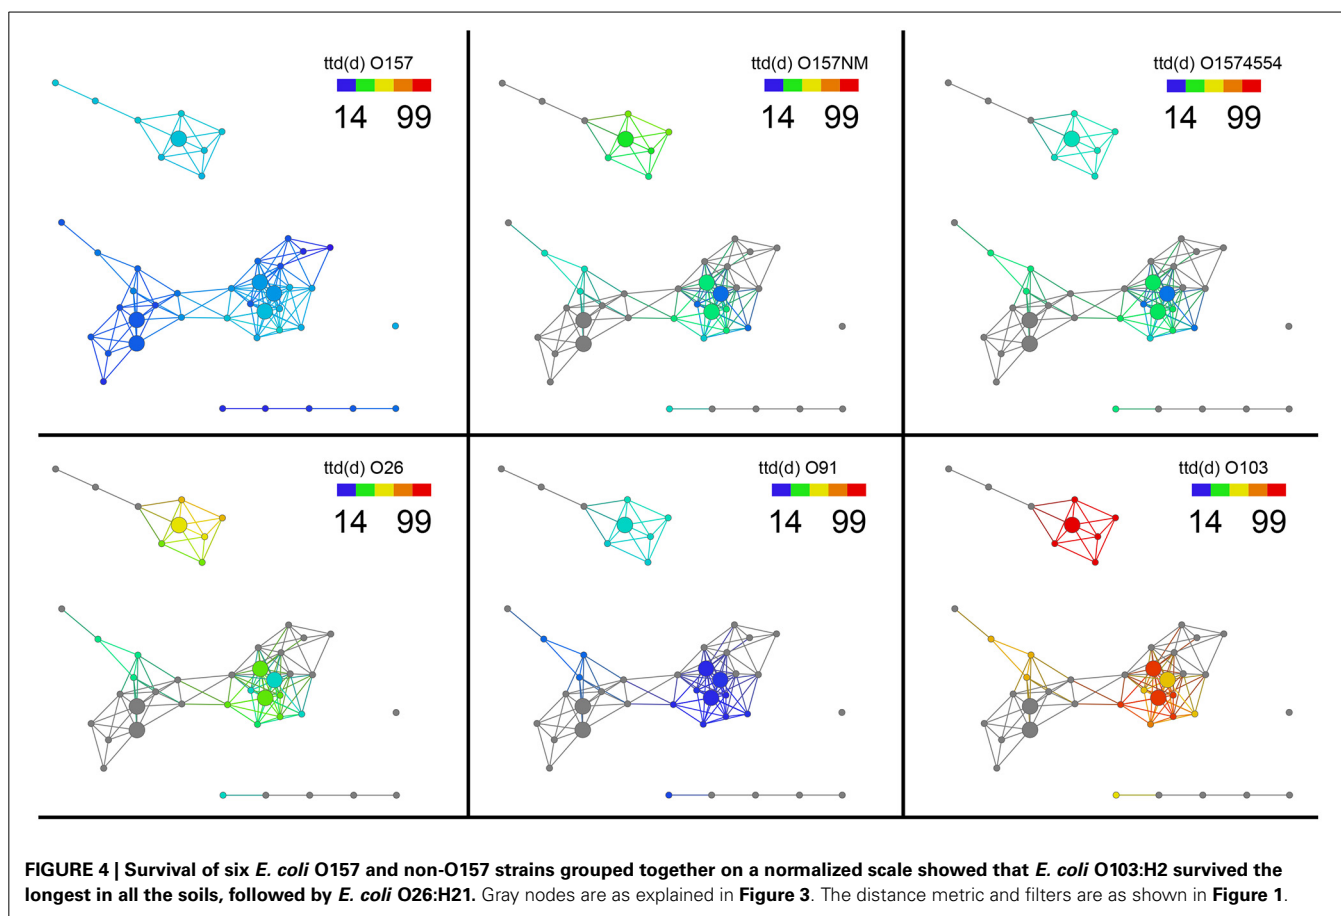 ttd(d) O157
14 99
ttd(d) O157NM
14 99
ttd(d) O1574554
14 99
ttd(d) O26
14 99
ttd(d) O91
14 99
ttd(d) O103
14 99
FIGURE 4 | Survival of six E. coli O157 and non-O157 strains grouped together on a normalized scale showed that E. coli O103:H2 survived the
longest in all the soils, followed by E. coli O26:H21. Gray nodes are as explained in Figure 3. The distance metric and filters are as shown in Figure 1.